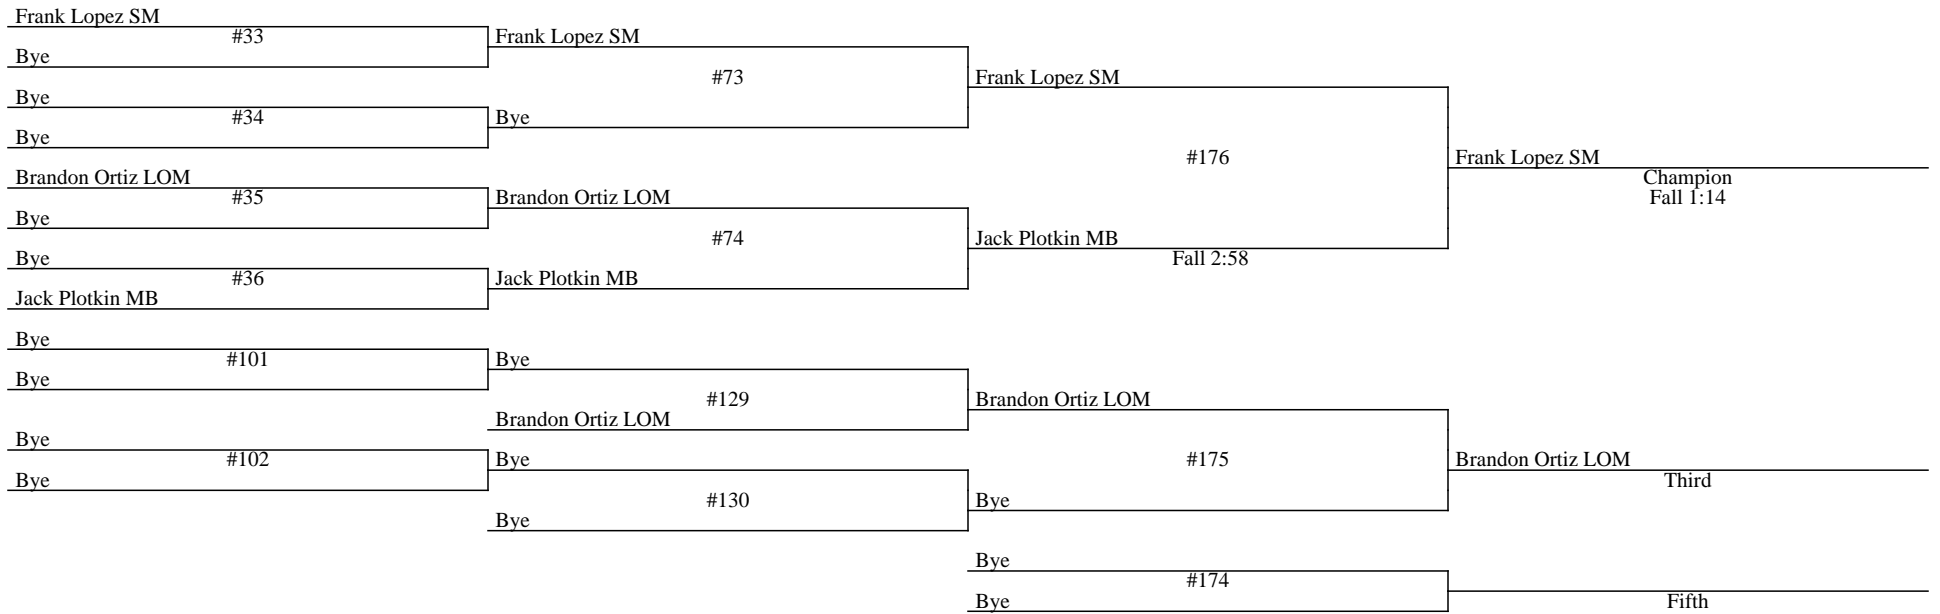 Frank Lopez SM
#33
Bye
Frank Lopez SM
#73
Bye
#34
Bye
Bye
Frank Lopez SM
Brandon Ortiz LOM
#35
Bye
Brandon Ortiz LOM
#74
Bye
#36
Jack Plotkin MB
Jack Plotkin MB
Jack Plotkin MB
Fall 2:58
#176
Frank Lopez SM
Champion
Fall 1:14
Bye
#101
Bye
Bye
#129
Brandon Ortiz LOM
Brandon Ortiz LOM
Bye
#102
Bye
Bye
#130
Bye
Bye
#175
Brandon Ortiz LOM
Third
Bye
#174
Bye
Fifth